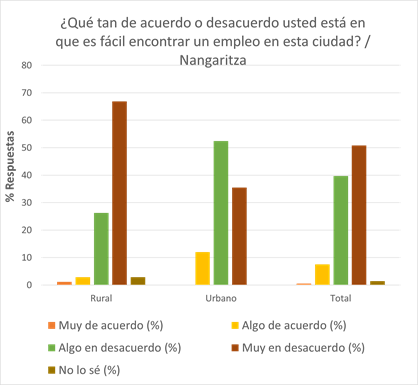 ¿Qué tan de acuerdo o desacuerdo usted está en
que es fácil encontrar un empleo en esta ciudad? /
Nangaritza
% Respuestas
80
70
60
50
40
30
20
10
0
Rural Urbano Total
Muy de acuerdo (%) Algo de acuerdo (%)
Algo en desacuerdo (%) Muy en desacuerdo (%)
No lo sé (%)